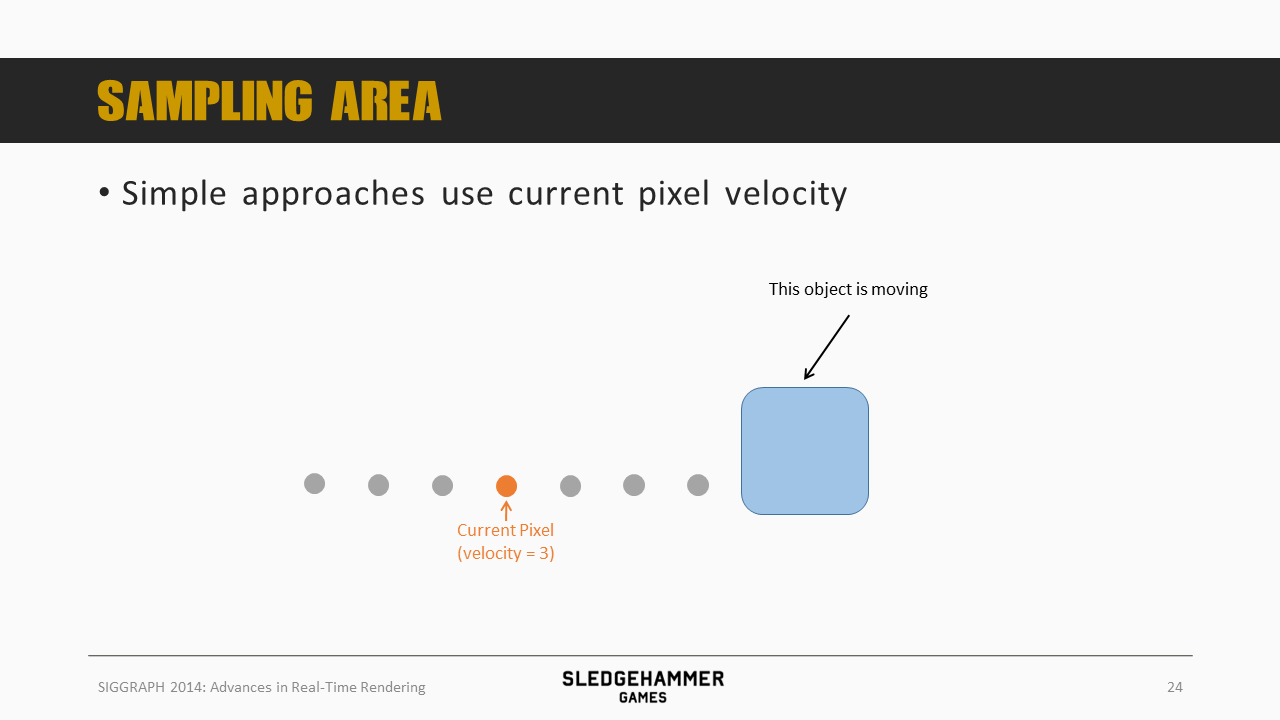 SAMPLING AREA
• Simple approaches use current pixel velocity
This object is moving
Current Pixel
(velocity = 3)
SIGGRAPH 2014: Advances in Real-Time Rendering
SLEDGEHAMMER
GAMES
24